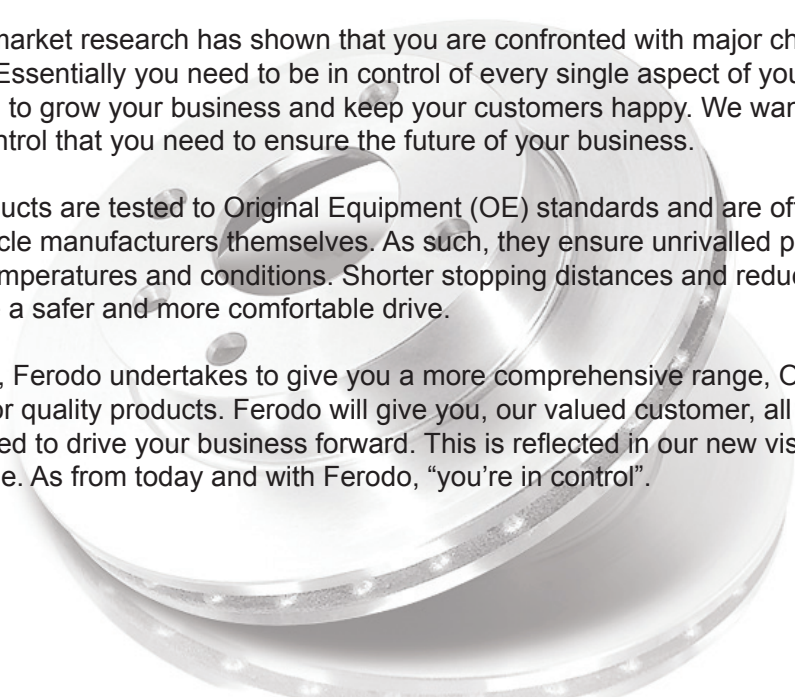 market research has shown that you are confronted with major ch
Essentially you need to be in control of every single aspect of you
to grow your business and keep your customers happy. We wan
ntrol that you need to ensure the future of your business.
ucts are tested to Original Equipment (OE) standards and are of
cle manufacturers themselves. As such, they ensure unrivalled p
mperatures and conditions. Shorter stopping distances and reduc
a safer and more comfortable drive.
, Ferodo undertakes to give you a more comprehensive range, O
or quality products. Ferodo will give you, our valued customer, all
ed to drive your business forward. This is reflected in our new vis
e. As from today and with Ferodo, “you’re in control”.